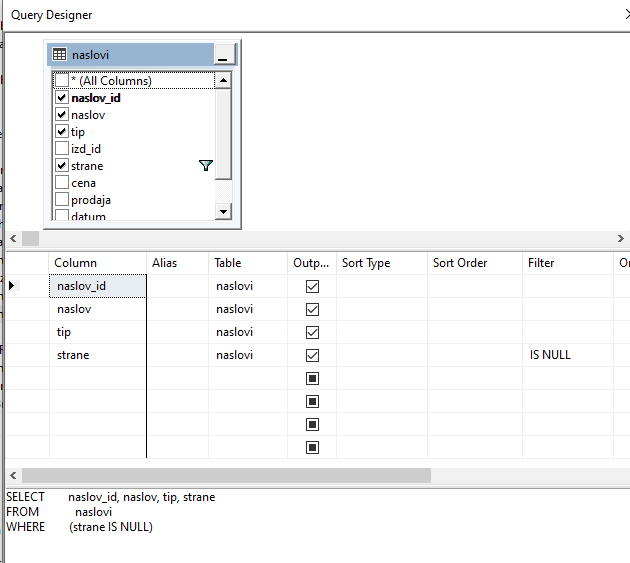 Query Designer
naslovi
* (All Columns)
naslov_id
naslov
tip
izd_id
strane
cena
prodaja
datum
Column Alias Table Outp... Sort Type Sort Order Filter Or
naslov_id naslovi
naslov naslovi
tip naslovi
strane naslovi IS NULL
SELECT naslov_id, naslov, tip, strane
FROM naslovi
WHERE (strane IS NULL)